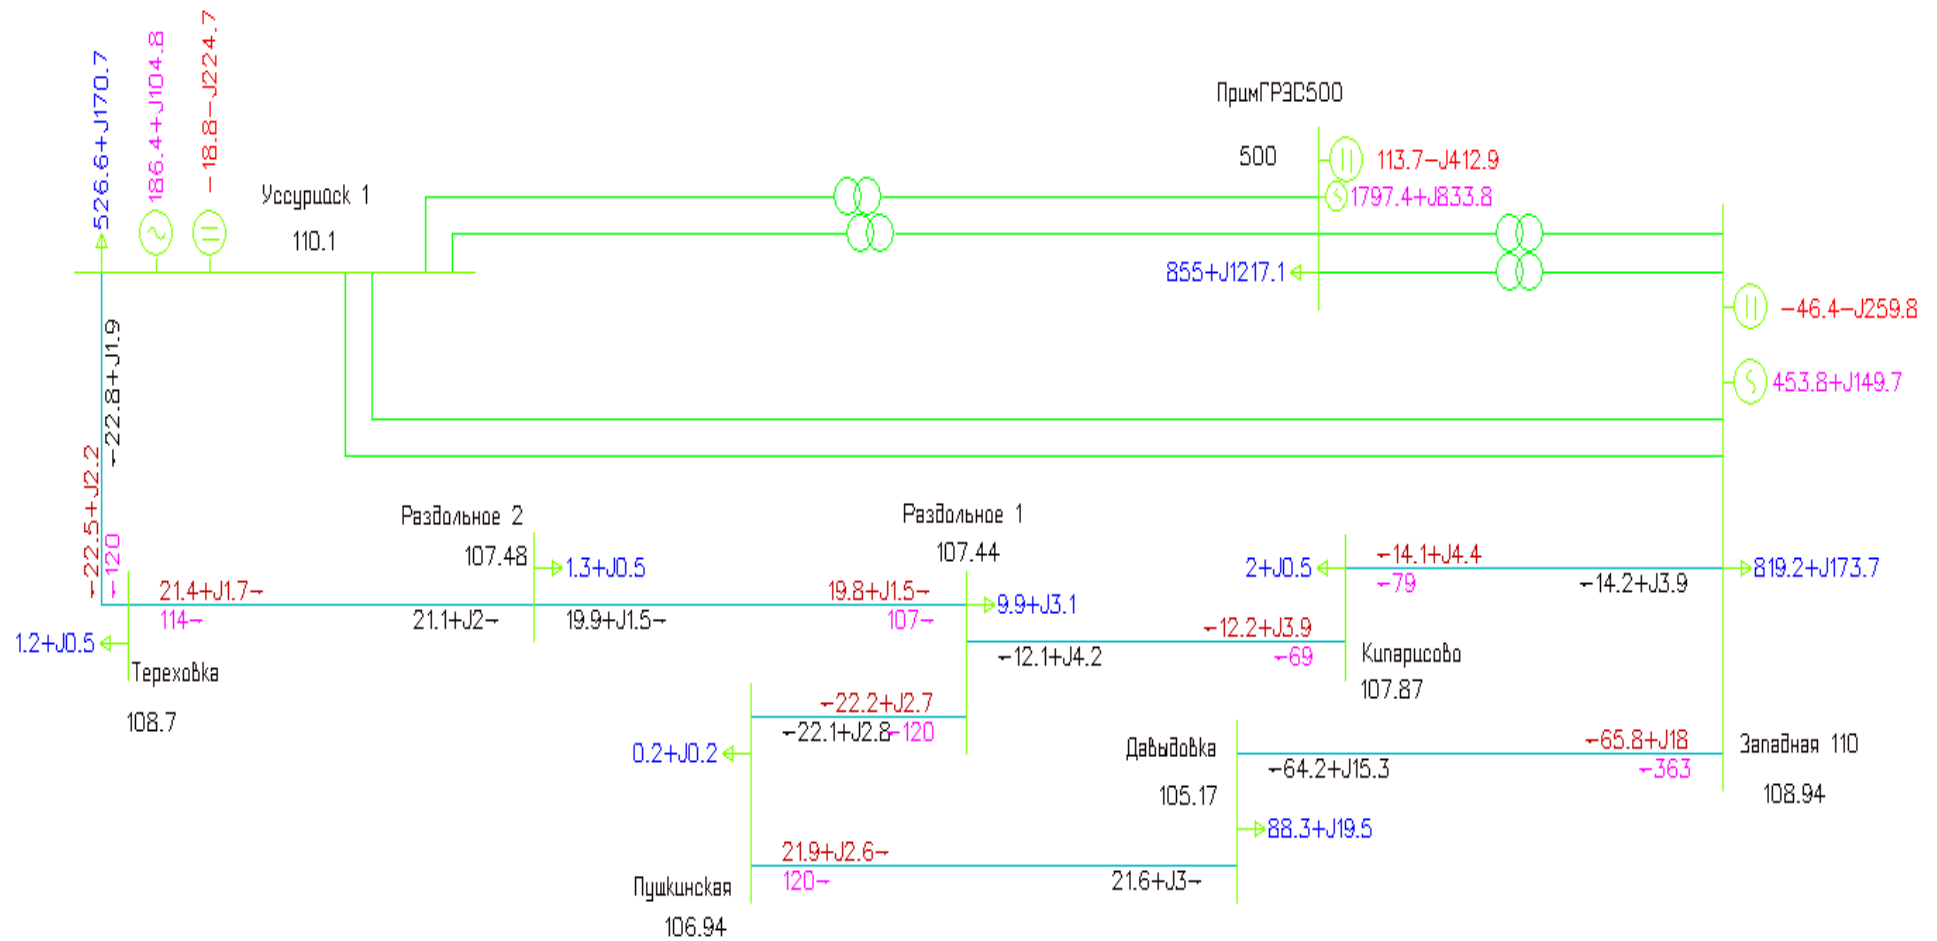 526.6+J170.7
186.4+J104.8
-18.8-J224.7
Уссурийск 1
110.1
ПримГРЭС500
500
113.7-J412.9
1797.4+J833.8
855+J1217.1
-46.4-J259.8
453.8+J149.7
-22.8+J1.9
-22.5+J2.2
-120
Раздольное 2
107.48
1.3+J0.5
Раздольное 1
107.44
2+J0.5
-14.1+J4.4
-79
-14.2+J3.9
819.2+J173.7
21.4+J1.7-
114-
21.1+J2-
19.9+J1.5-
19.8+J1.5-
107-
9.9+J3.1
1.2+J0.5
Тереховка
108.7
-12.1+J4.2
-12.2+J3.9
-69
Кипарисово
107.87
-22.2+J2.7
-22.1+J2.8
-120
0.2+J0.2
Давыдовка
105.17
-64.2+J15.3
-65.8+J18
-363
Западная 110
108.94
88.3+J19.5
21.9+J2.6-
120-
21.6+J3-
Пушкинская
106.94